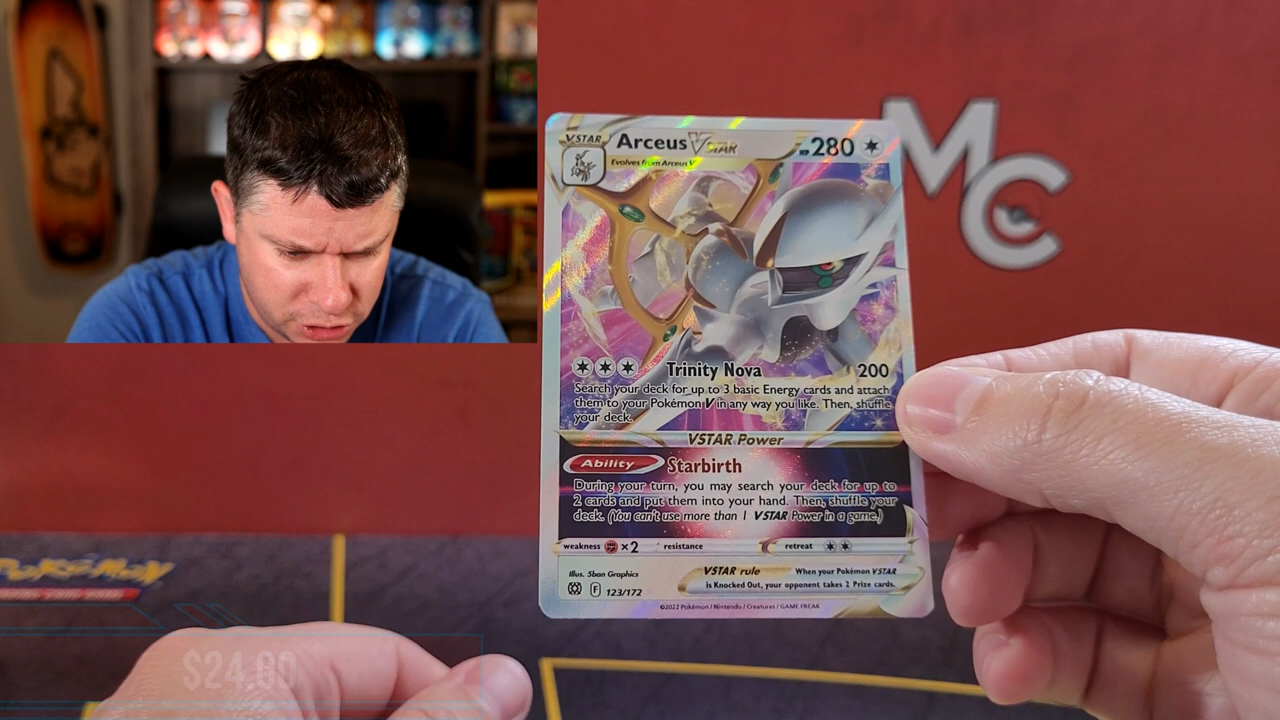 MC
VSTAR
Arceus VSTAR
HP 280
Evolves from Arceus V
Trinity Nova 200
Search your deck for up to 3 basic Energy cards and attach
them to your Pokémon V in any way you like. Then, shuffle
your deck.
VSTAR Power
Ability Starbirth
During your turn, you may search your deck for up to
2 cards and put them into your hand. Then, shuffle your
deck. (You can't use more than 1 VSTAR Power in a game.)
weakness ×2 resistance retreat
Illus. 5ban Graphics
VSTAR rule When your Pokémon VSTAR
is Knocked Out, your opponent takes 2 Prize cards.
F 123/172
©2022 Pokémon / Nintendo / Creatures / GAME FREAK
POKÉMON
$24.00